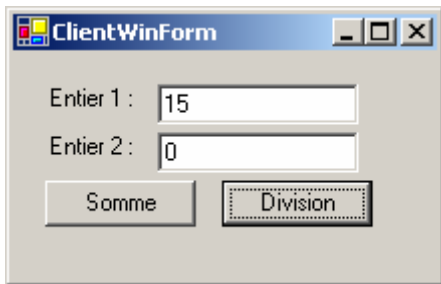 ClientWinForm
Entier 1 : 15
Entier 2 : 0
Somme Division